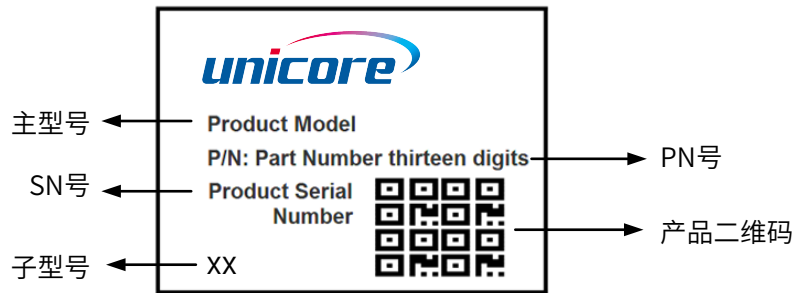 unicore
主型号
Product Model
P/N: Part Number thirteen digits
PN号
SN号
Product Serial
Number
产品二维码
子型号
XX